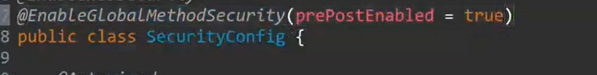 7 @EnableGlobalMethodSecurity(prePostEnabled = true)
8 public class SecurityConfig {
9